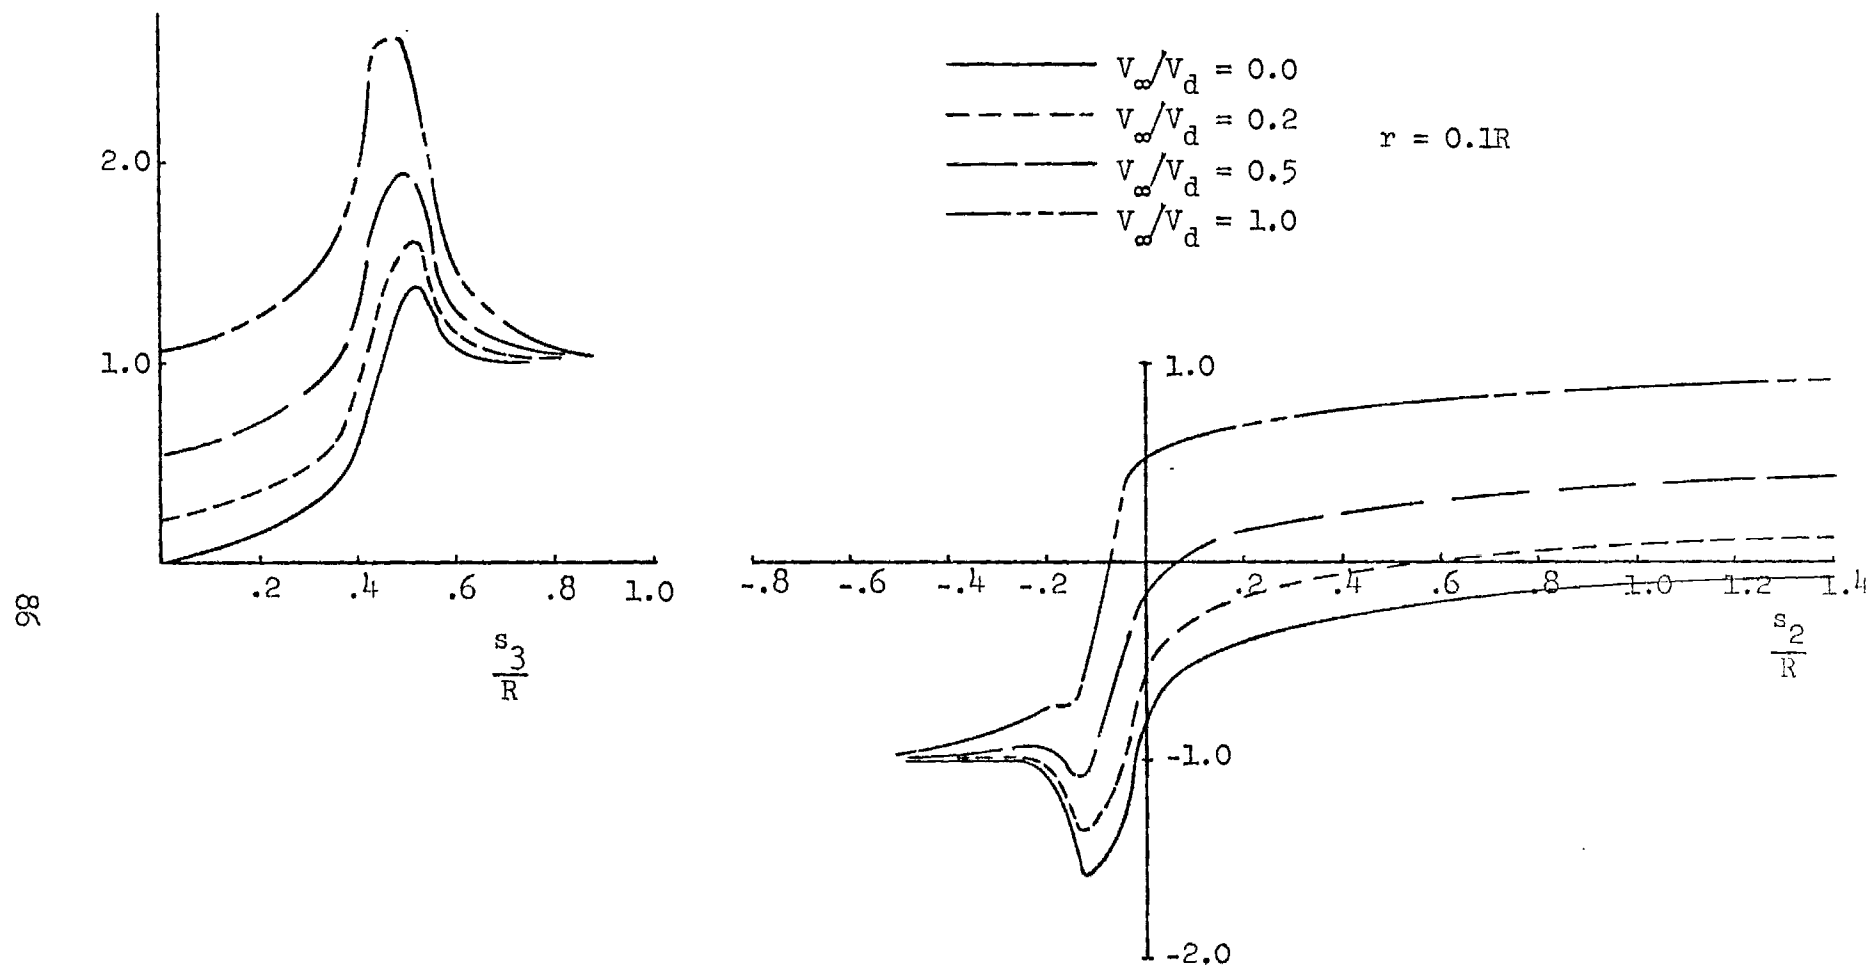 V∞/Vd = 0.0
V∞/Vd = 0.2
V∞/Vd = 0.5
V∞/Vd = 1.0
r = 0.1R
2.0
1.0
.2 .4 .6 .8 1.0
s3
R
1.0
-.8 -.6 -.4 -.2 .2 .4 .6 .8 1.0 1.2 1.4
s2
R
-1.0
-2.0
98